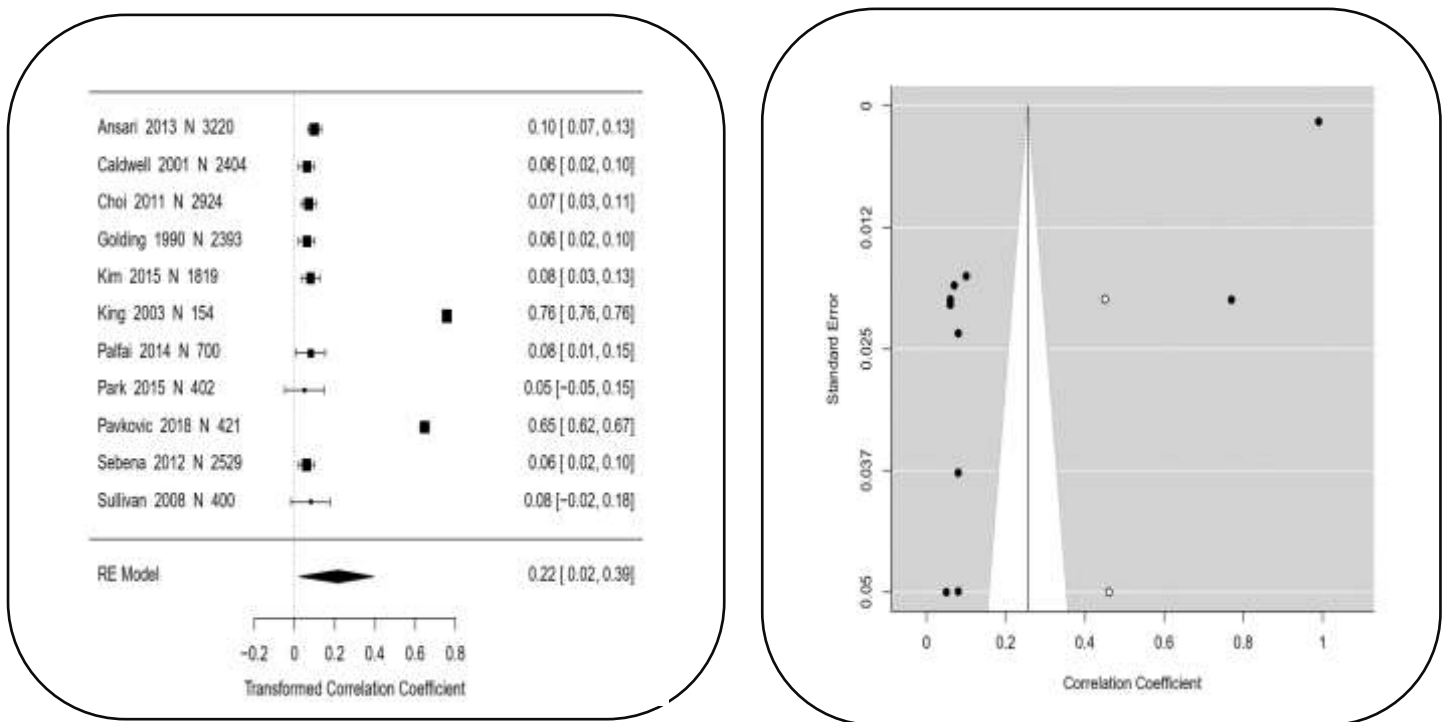 Ansari 2013 N 3220 0.10 [ 0.07, 0.13]
Caldwell 2001 N 2404 0.06 [ 0.02, 0.10]
Choi 2011 N 2924 0.07 [ 0.03, 0.11]
Golding 1990 N 2393 0.06 [ 0.02, 0.10]
Kim 2015 N 1819 0.08 [ 0.03, 0.13]
King 2003 N 154 0.76 [ 0.76, 0.76]
Palfai 2014 N 700 0.08 [ 0.01, 0.15]
Park 2015 N 402 0.05 [−0.05, 0.15]
Pavkovic 2018 N 421 0.65 [ 0.62, 0.67]
Sebena 2012 N 2529 0.06 [ 0.02, 0.10]
Sullivan 2008 N 400 0.08 [−0.02, 0.18]
RE Model 0.22 [ 0.02, 0.39]
−0.2 0 0.2 0.4 0.6 0.8
Transformed Correlation Coefficient
Standard Error
0
0.012
0.025
0.037
0.05
0 0.2 0.4 0.6 0.8 1
Correlation Coefficient